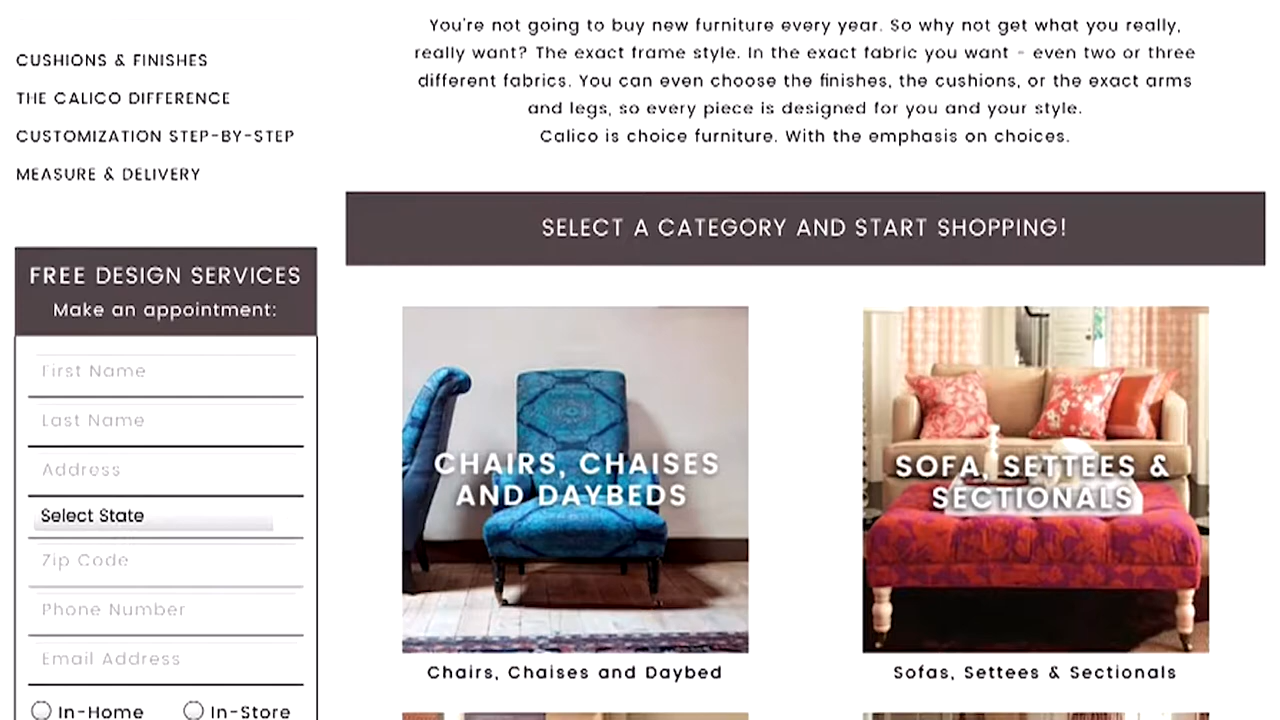 CUSHIONS & FINISHES
THE CALICO DIFFERENCE
CUSTOMIZATION STEP-BY-STEP
MEASURE & DELIVERY
FREE DESIGN SERVICES
Make an appointment:
First Name
Last Name
Address
Select State
Zip Code
Phone Number
Email Address
In-Home
In-Store
You're not going to buy new furniture every year. So why not get what you really,
really want? The exact frame style. In the exact fabric you want - even two or three
different fabrics. You can even choose the finishes, the cushions, or the exact arms
and legs, so every piece is designed for you and your style.
Calico is choice furniture. With the emphasis on choices.
SELECT A CATEGORY AND START SHOPPING!
CHAIRS, CHAISES
AND DAYBEDS
Chairs, Chaises and Daybed
SOFA, SETTEES &
SECTIONALS
Sofas, Settees & Sectionals